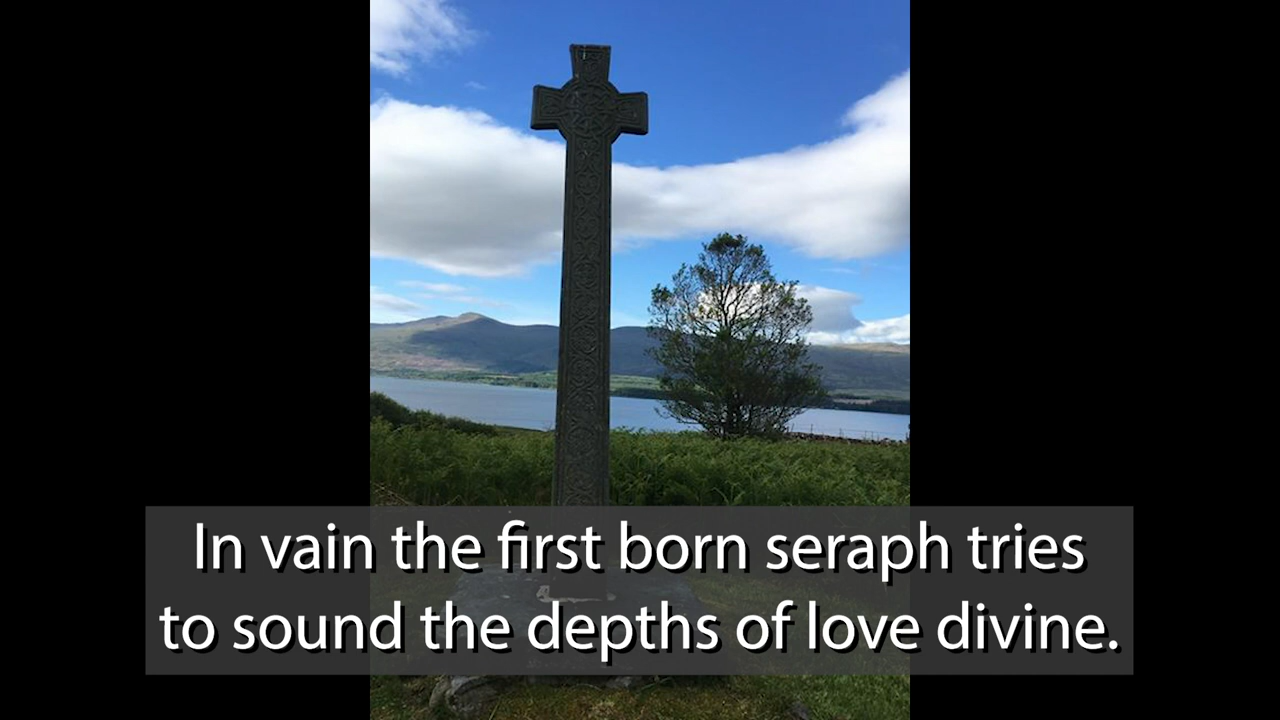 In vain the first born seraph tries
to sound the depths of love divine.